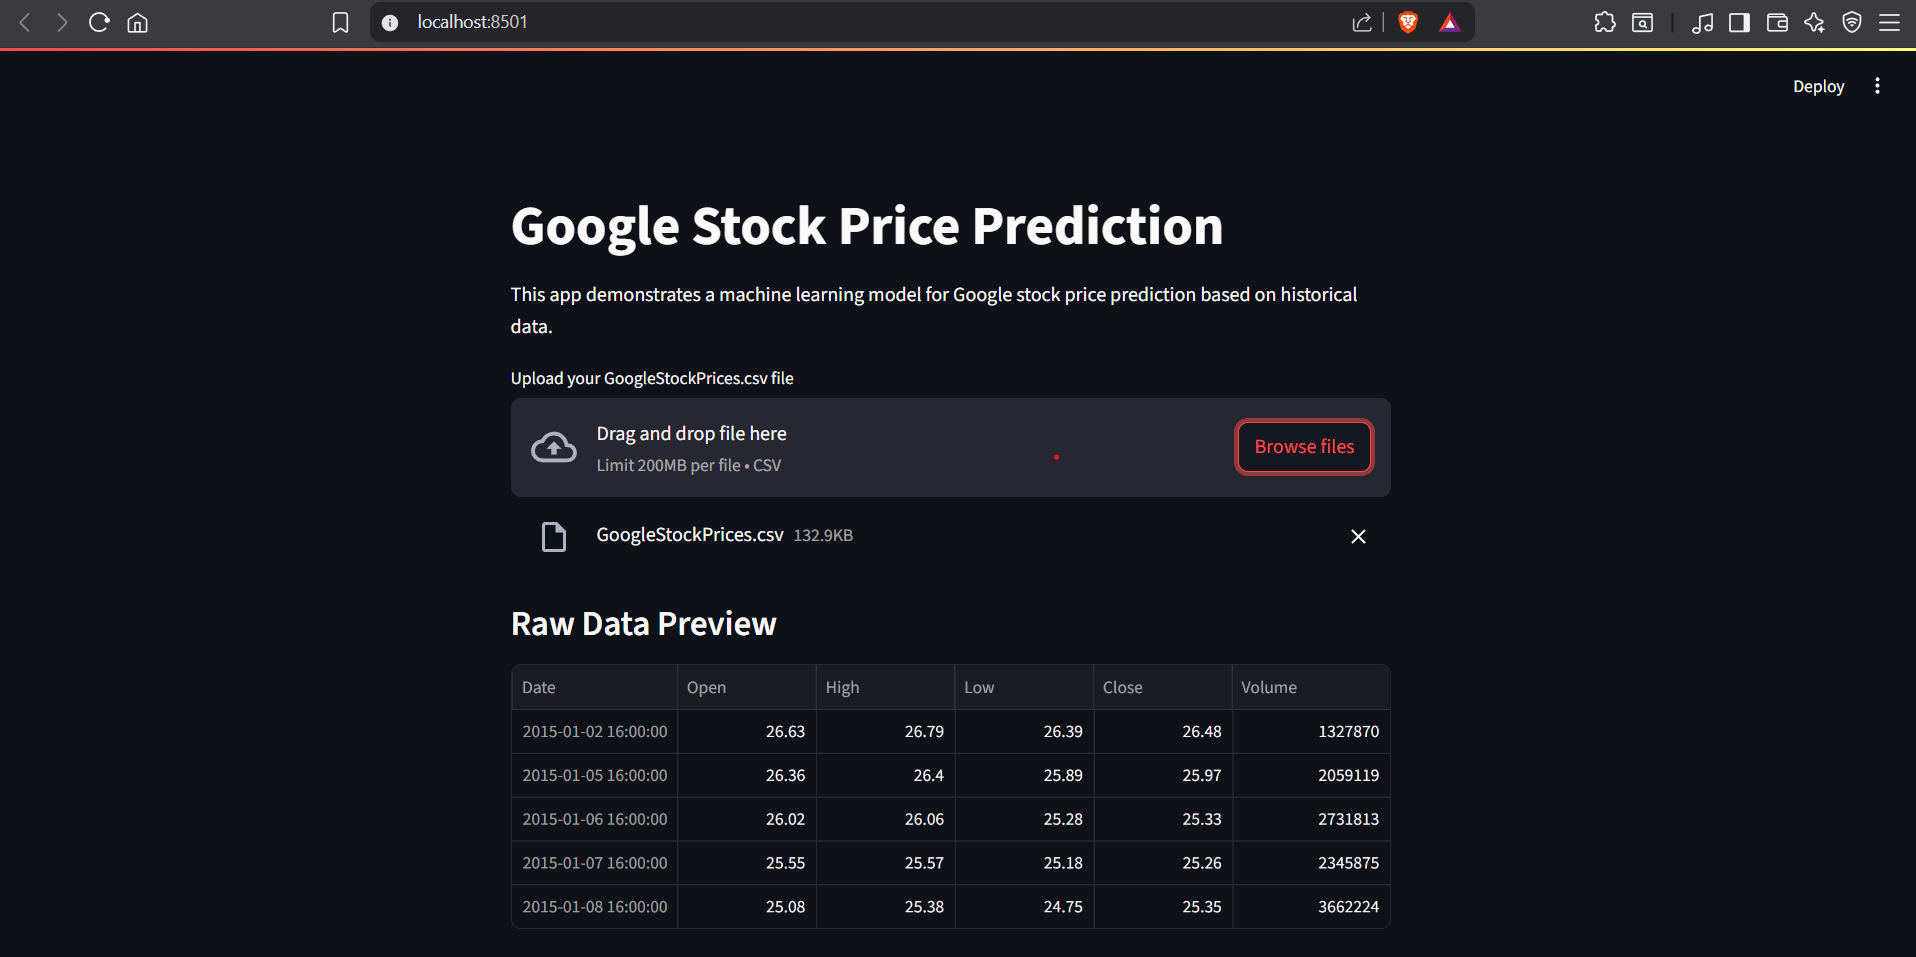 localhost:8501
Deploy
Google Stock Price Prediction
This app demonstrates a machine learning model for Google stock price prediction based on historical
data.
Upload your GoogleStockPrices.csv file
Drag and drop file here
Limit 200MB per file • CSV
Browse files
GoogleStockPrices.csv 132.9KB
Raw Data Preview
Date Open High Low Close Volume
2015-01-02 16:00:00 26.63 26.79 26.39 26.48 1327870
2015-01-05 16:00:00 26.36 26.4 25.89 25.97 2059119
2015-01-06 16:00:00 26.02 26.06 25.28 25.33 2731813
2015-01-07 16:00:00 25.55 25.57 25.18 25.26 2345875
2015-01-08 16:00:00 25.08 25.38 24.75 25.35 3662224